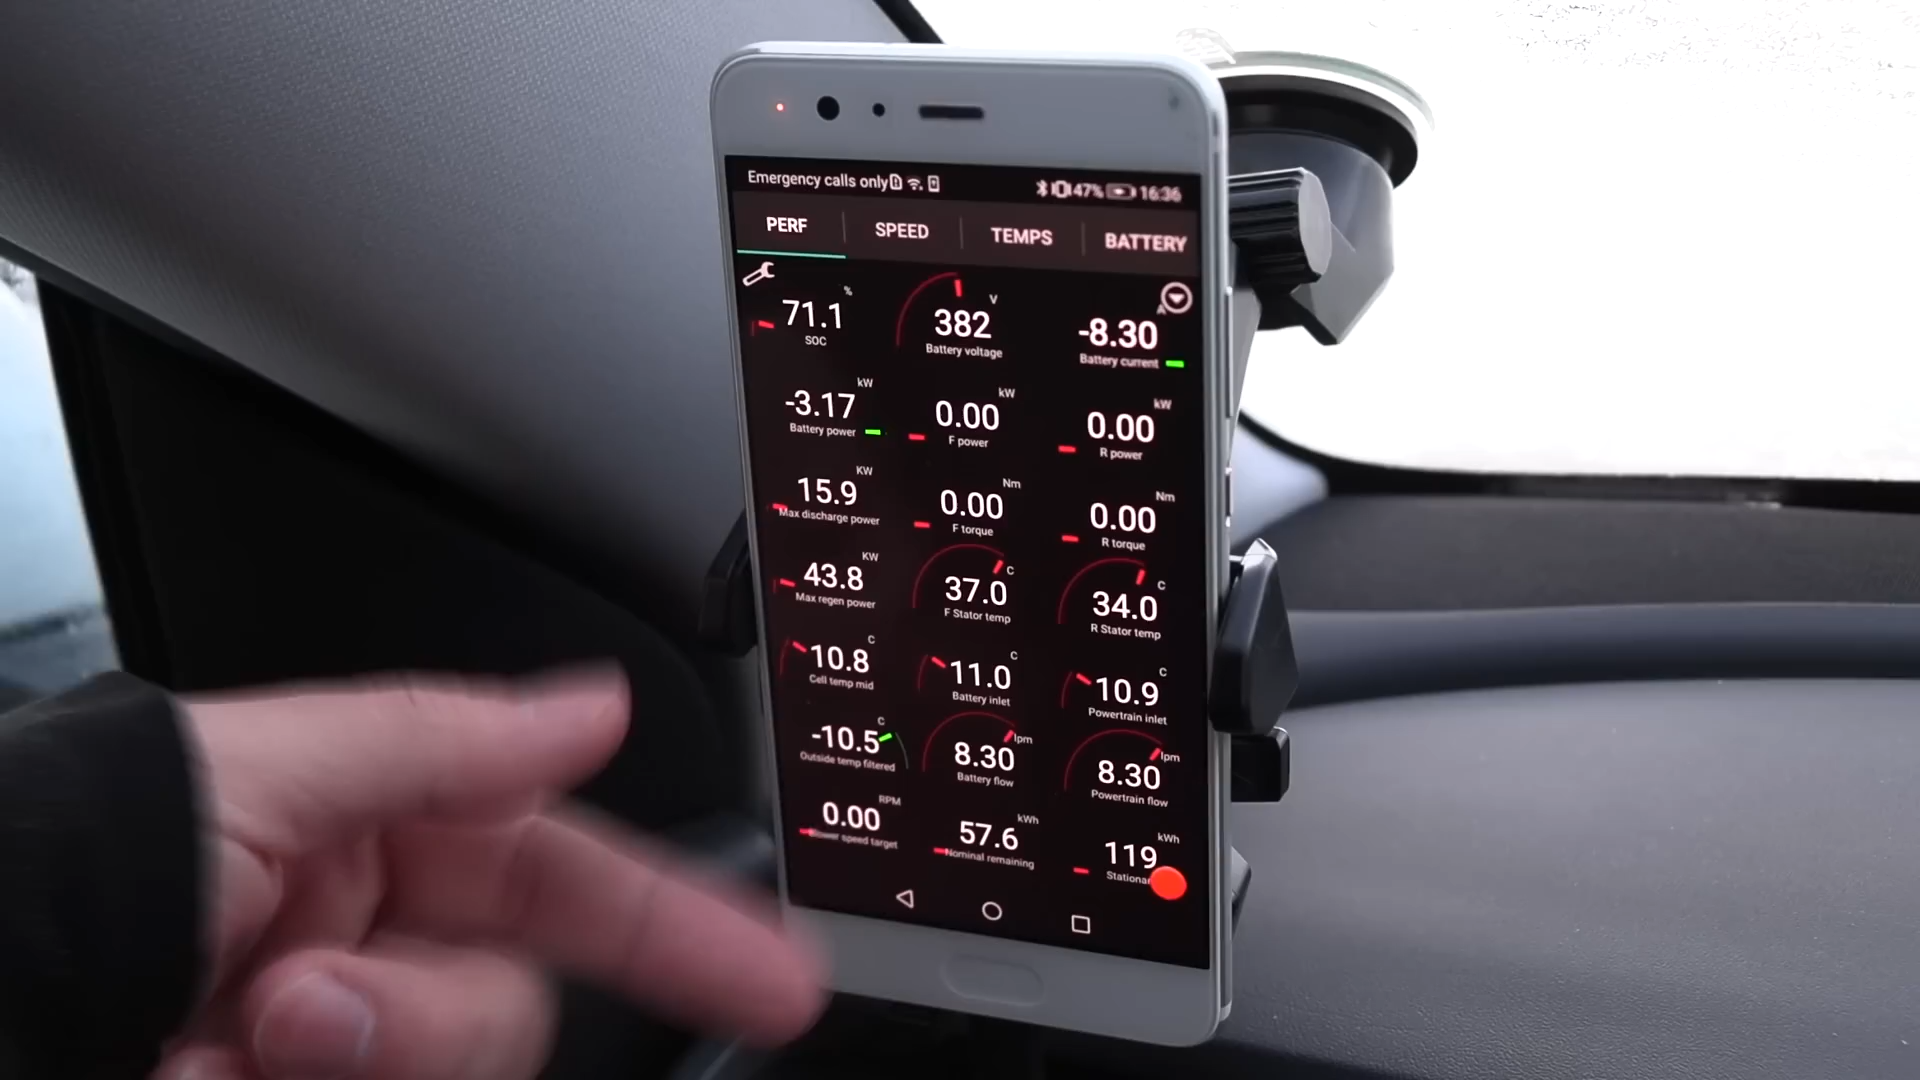 Emergency calls only 47% 16:36
PERF SPEED TEMPS BATTERY
%
71.1
SOC
V
382
Battery voltage
A
-8.30
Battery current
kW
-3.17
Battery power
kW
0.00
F power
kW
0.00
R power
KW
15.9
Max discharge power
Nm
0.00
F torque
Nm
0.00
R torque
KW
43.8
Max regen power
C
37.0
F Stator temp
C
34.0
R Stator temp
C
10.8
Cell temp mid
C
11.0
Battery inlet
C
10.9
Powertrain inlet
C
-10.5
Outside temp filtered
lpm
8.30
Battery flow
lpm
8.30
Powertrain flow
RPM
0.00
speed target
kWh
57.6
Nominal remaining
kWh
119